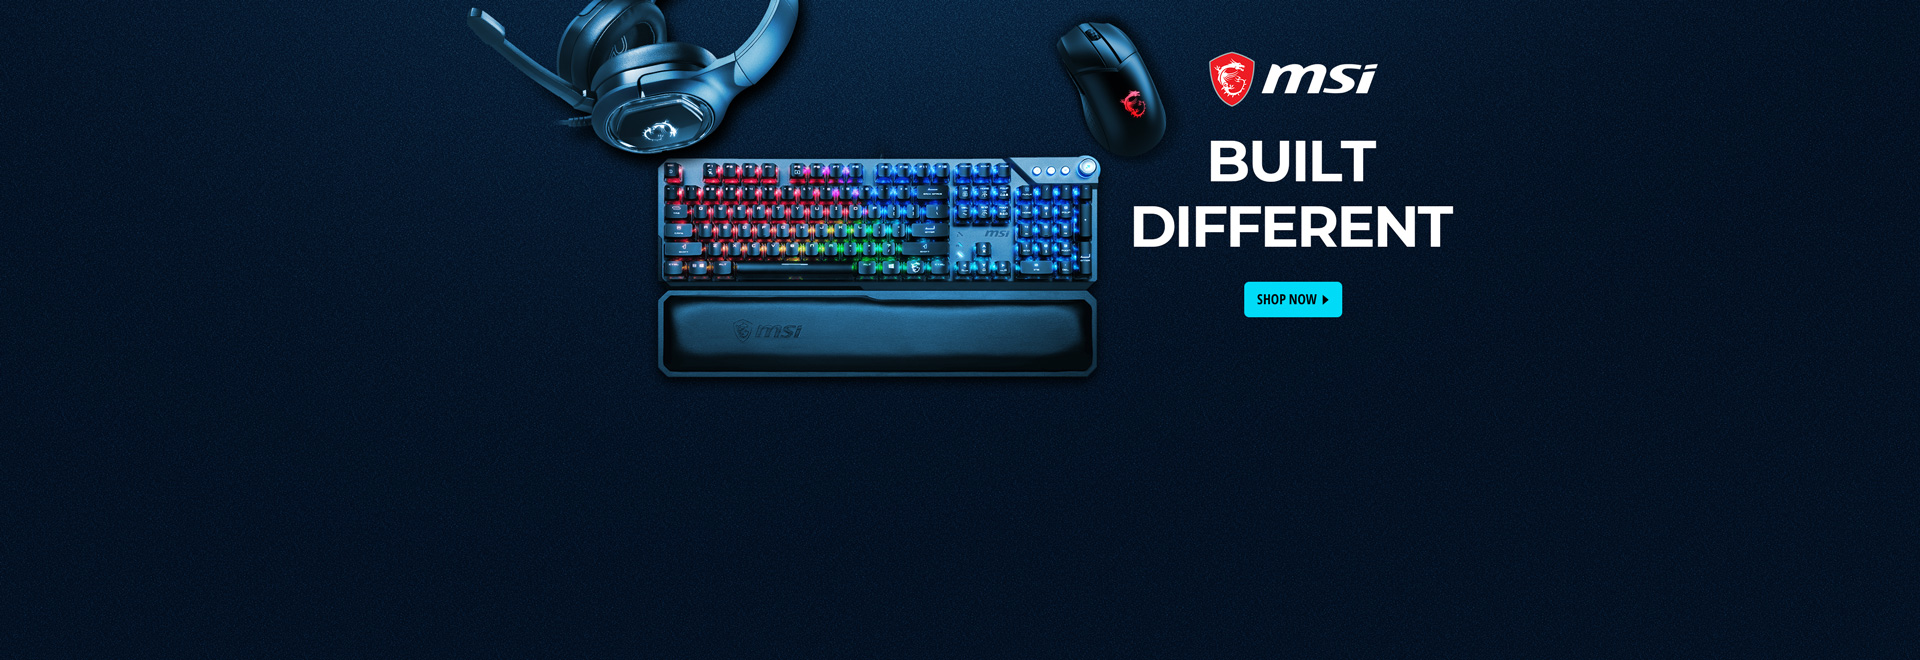 msi
BUILT
DIFFERENT
SHOP NOW
msi
msi